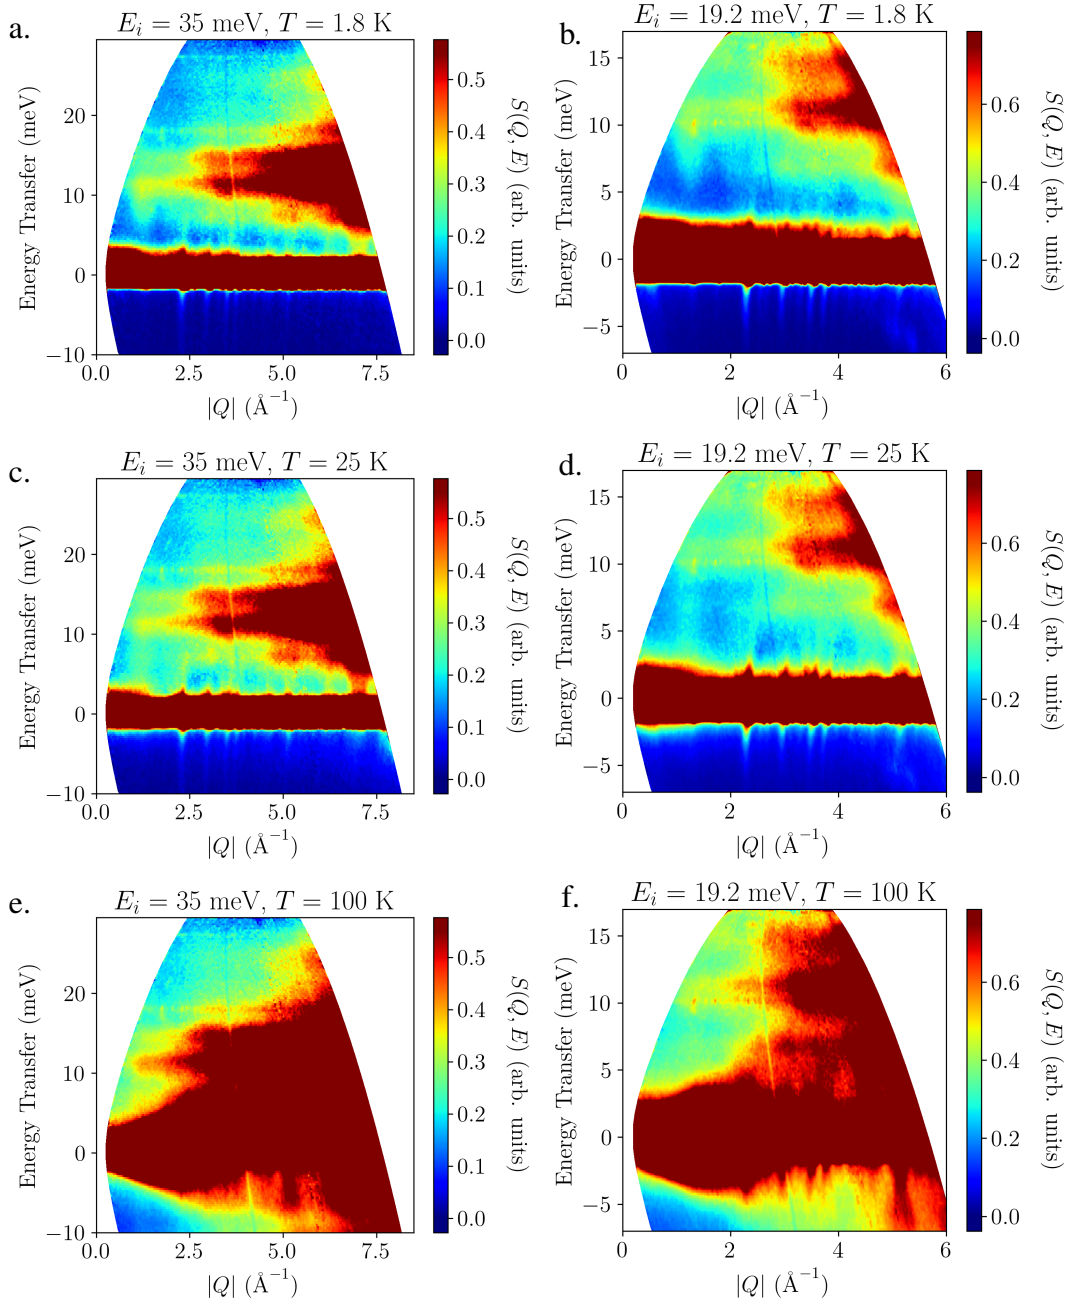 a.
E_i = 35 meV, T = 1.8 K
20
10
0
−10
Energy Transfer (meV)
0.0 2.5 5.0 7.5
|Q| (Å⁻¹)
0.5
0.4
0.3
0.2
0.1
0.0
S(Q, E) (arb. units)
b.
E_i = 19.2 meV, T = 1.8 K
15
10
5
0
−5
Energy Transfer (meV)
0 2 4 6
|Q| (Å⁻¹)
0.6
0.4
0.2
0.0
S(Q, E) (arb. units)
c.
E_i = 35 meV, T = 25 K
20
10
0
−10
Energy Transfer (meV)
0.0 2.5 5.0 7.5
|Q| (Å⁻¹)
0.5
0.4
0.3
0.2
0.1
0.0
S(Q, E) (arb. units)
d.
E_i = 19.2 meV, T = 25 K
15
10
5
0
−5
Energy Transfer (meV)
0 2 4 6
|Q| (Å⁻¹)
0.6
0.4
0.2
0.0
S(Q, E) (arb. units)
e.
E_i = 35 meV, T = 100 K
20
10
0
−10
Energy Transfer (meV)
0.0 2.5 5.0 7.5
|Q| (Å⁻¹)
0.5
0.4
0.3
0.2
0.1
0.0
S(Q, E) (arb. units)
f.
E_i = 19.2 meV, T = 100 K
15
10
5
0
−5
Energy Transfer (meV)
0 2 4 6
|Q| (Å⁻¹)
0.6
0.4
0.2
0.0
S(Q, E) (arb. units)